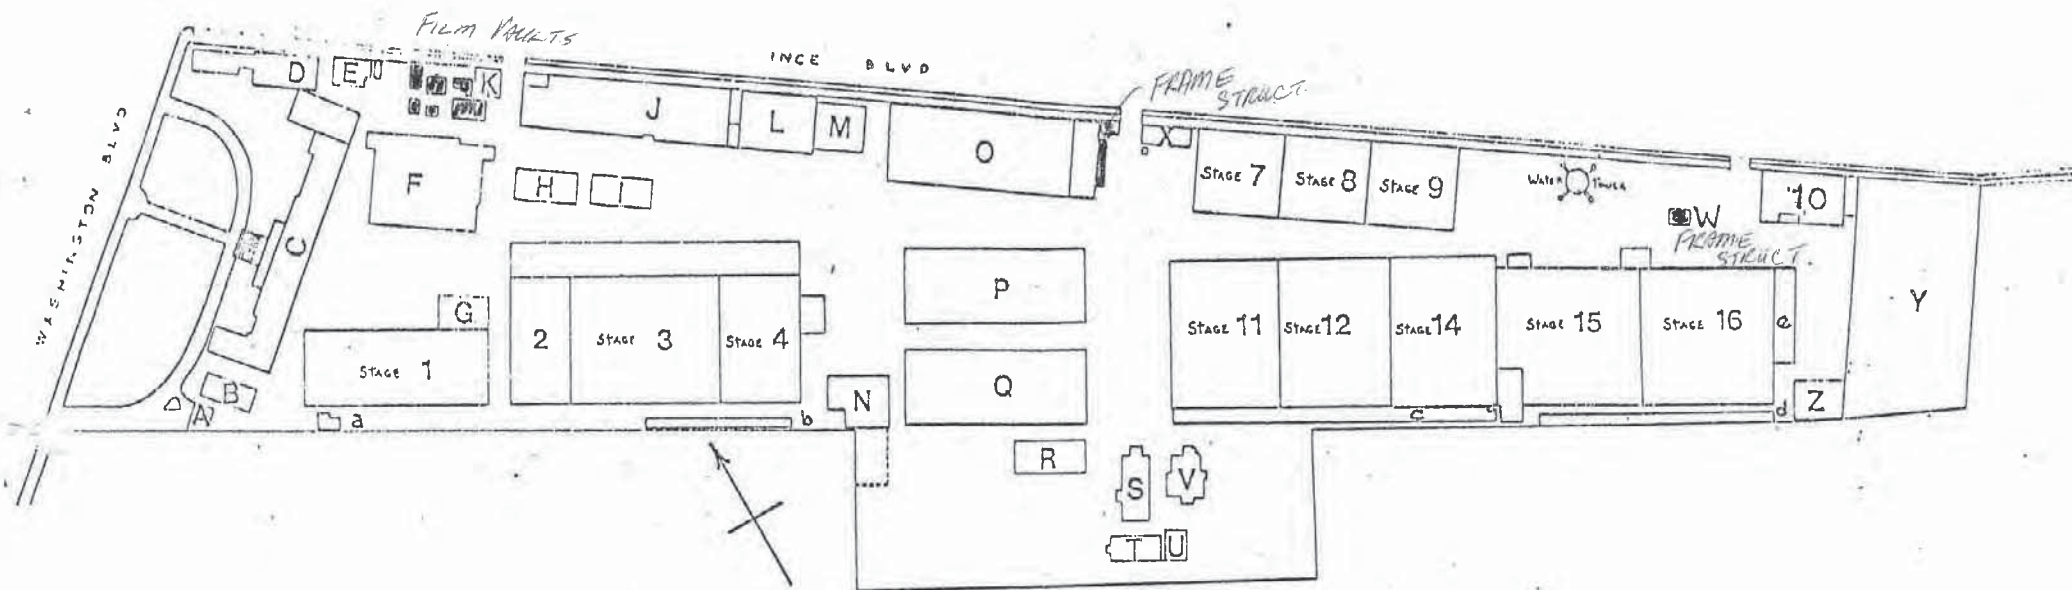 FILM VAULTS
INCE BLVD
WASHINGTON BLVD
FRAME
STRUCT.
D
E
K
J
L
M
O
X
STAGE 7
STAGE 8
STAGE 9
WATER TOWER
W
FRAME
STRUCT.
10
Y
C
F
H
G
STAGE 1
2
STAGE 3
STAGE 4
P
Q
N
R
STAGE 11
STAGE 12
STAGE 14
STAGE 15
STAGE 16
e
Z
A
B
a
b
c
d
S
V
T
U